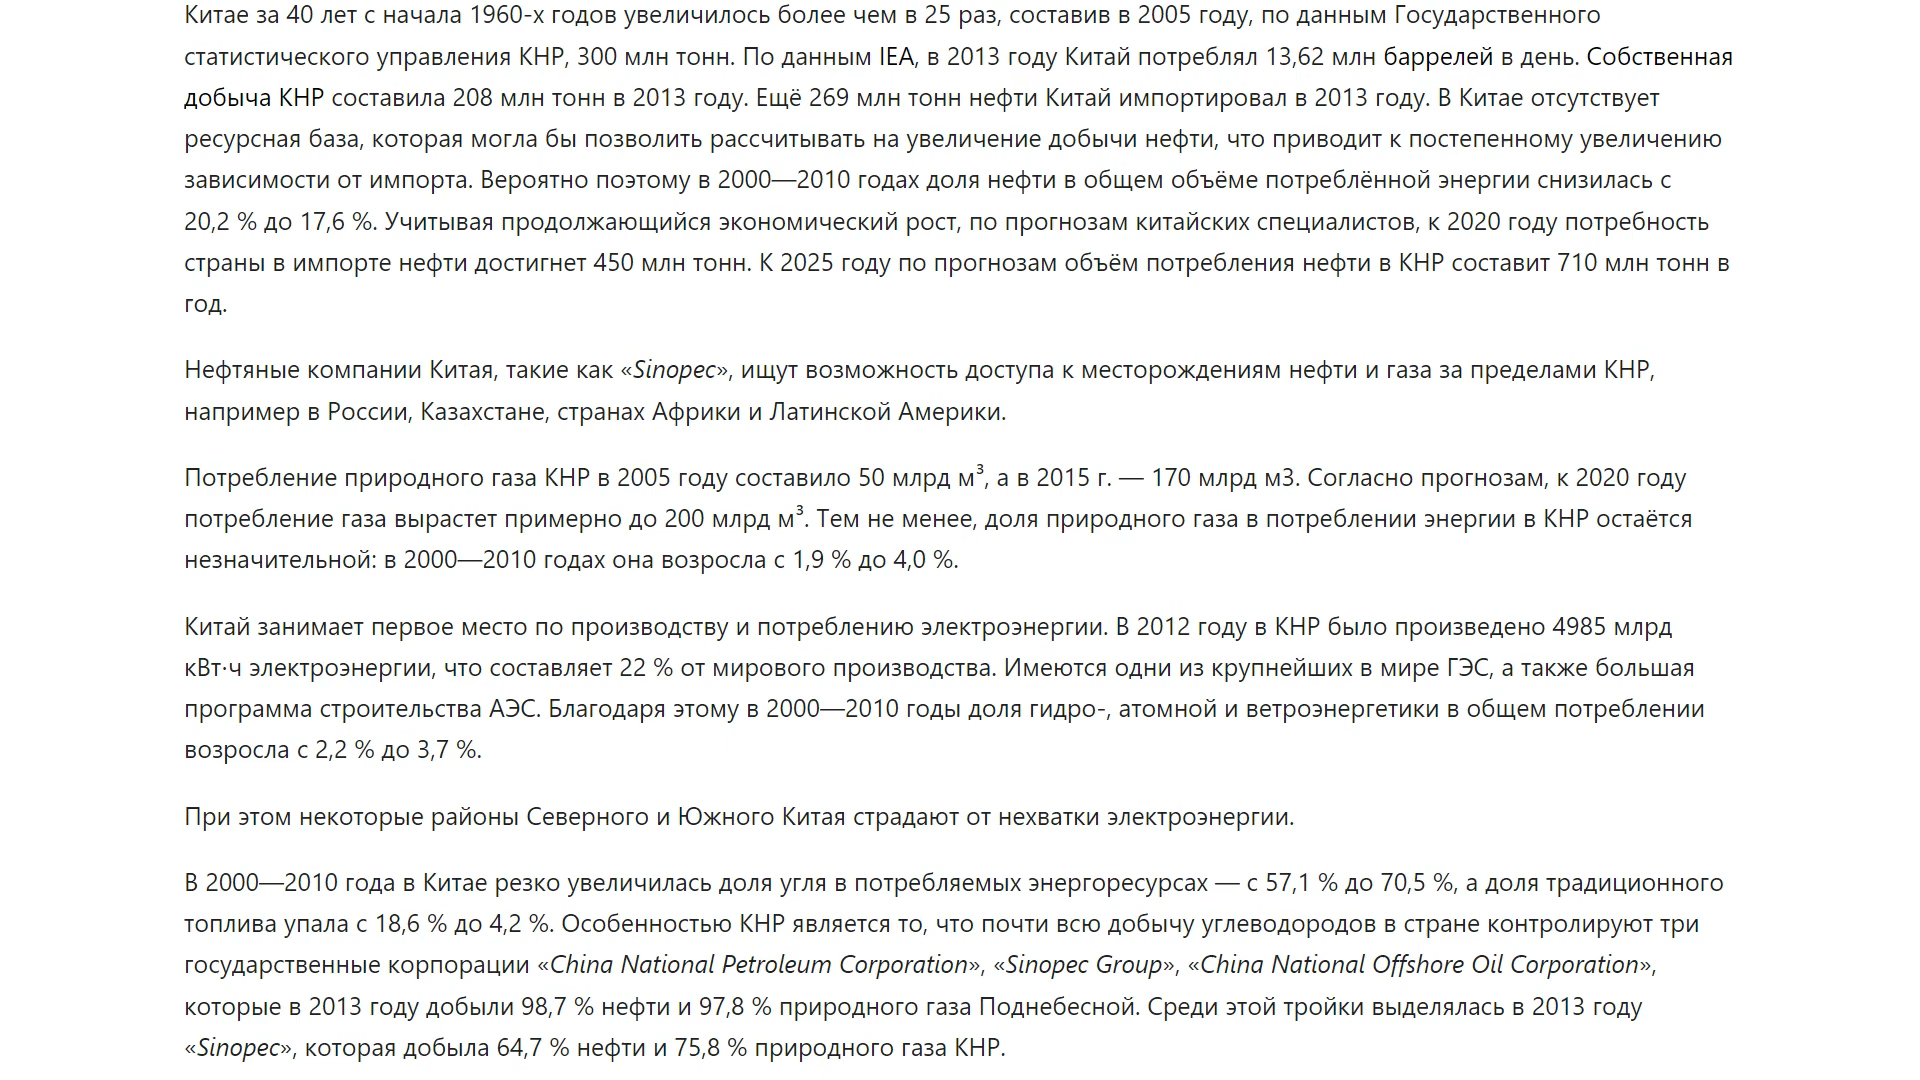 Китае за 40 лет с начала 1960-х годов увеличилось более чем в 25 раз, составив в 2005 году, по данным Государственного
статистического управления КНР, 300 млн тонн. По данным IEA, в 2013 году Китай потреблял 13,62 млн баррелей в день. Собственная
добыча КНР составила 208 млн тонн в 2013 году. Ещё 269 млн тонн нефти Китай импортировал в 2013 году. В Китае отсутствует
ресурсная база, которая могла бы позволить рассчитывать на увеличение добычи нефти, что приводит к постепенному увеличению
зависимости от импорта. Вероятно поэтому в 2000—2010 годах доля нефти в общем объёме потреблённой энергии снизилась с
20,2 % до 17,6 %. Учитывая продолжающийся экономический рост, по прогнозам китайских специалистов, к 2020 году потребность
страны в импорте нефти достигнет 450 млн тонн. К 2025 году по прогнозам объём потребления нефти в КНР составит 710 млн тонн в
год.
Нефтяные компании Китая, такие как «Sinopec», ищут возможность доступа к месторождениям нефти и газа за пределами КНР,
например в России, Казахстане, странах Африки и Латинской Америки.
Потребление природного газа КНР в 2005 году составило 50 млрд м³, а в 2015 г. — 170 млрд м3. Согласно прогнозам, к 2020 году
потребление газа вырастет примерно до 200 млрд м³. Тем не менее, доля природного газа в потреблении энергии в КНР остаётся
незначительной: в 2000—2010 годах она возросла с 1,9 % до 4,0 %.
Китай занимает первое место по производству и потреблению электроэнергии. В 2012 году в КНР было произведено 4985 млрд
кВт·ч электроэнергии, что составляет 22 % от мирового производства. Имеются одни из крупнейших в мире ГЭС, а также большая
программа строительства АЭС. Благодаря этому в 2000—2010 годы доля гидро-, атомной и ветроэнергетики в общем потреблении
возросла с 2,2 % до 3,7 %.
При этом некоторые районы Северного и Южного Китая страдают от нехватки электроэнергии.
В 2000—2010 года в Китае резко увеличилась доля угля в потребляемых энергоресурсах — с 57,1 % до 70,5 %, а доля традиционного
топлива упала с 18,6 % до 4,2 %. Особенностью КНР является то, что почти всю добычу углеводородов в стране контролируют три
государственные корпорации «China National Petroleum Corporation», «Sinopec Group», «China National Offshore Oil Corporation»,
которые в 2013 году добыли 98,7 % нефти и 97,8 % природного газа Поднебесной. Среди этой тройки выделялась в 2013 году
«Sinopec», которая добыла 64,7 % нефти и 75,8 % природного газа КНР.